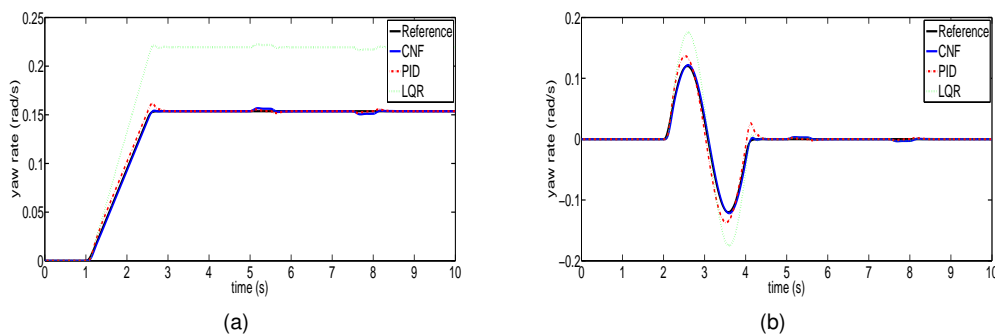 0.25
0.2
0.15
0.1
0.05
0
yaw rate (rad/s)
0 1 2 3 4 5 6 7 8 9 10
time (s)
Reference
CNF
PID
LQR
(a)
0.2
0.1
0
−0.1
−0.2
yaw rate (rad/s)
0 1 2 3 4 5 6 7 8 9 10
time (s)
Reference
CNF
PID
LQR
(b)